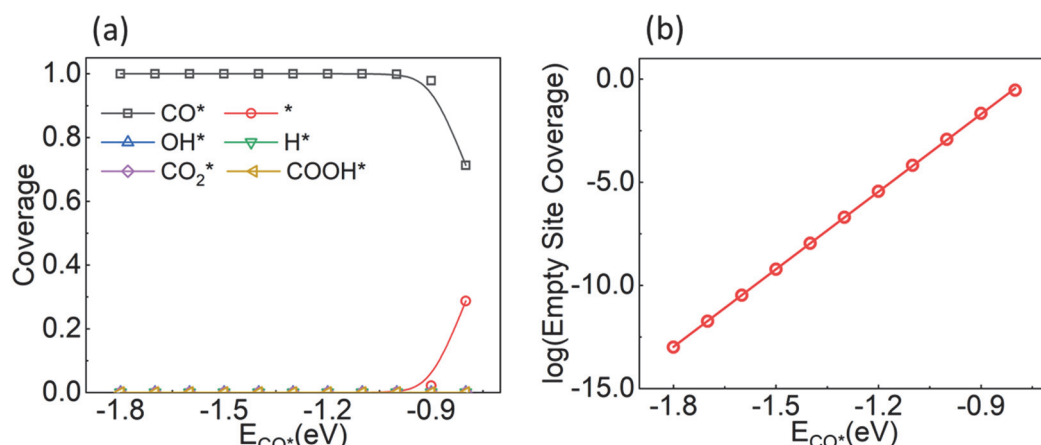 (a)
Coverage
1.0
0.8
0.6
0.4
0.2
0.0
CO* *
OH* H*
CO₂* COOH*
-1.8 -1.5 -1.2 -0.9
E_CO*(eV)
(b)
log(Empty Site Coverage)
0.0
-5.0
-10.0
-15.0
-1.8 -1.5 -1.2 -0.9
E_CO*(eV)